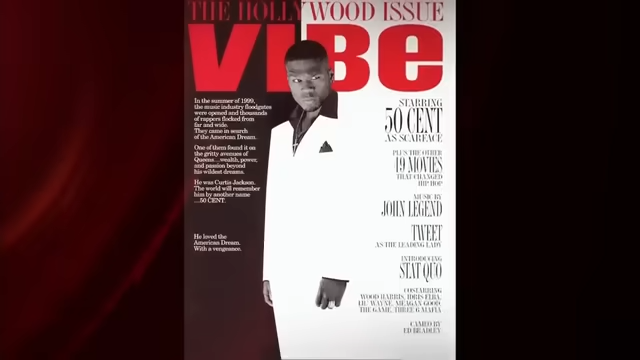 THE HOLLYWOOD ISSUE
VIBE
In the summer of 1999,
the music industry floodgates
were opened and thousands
of rappers flocked from
far and wide.
They came in search
of the American Dream.
One of them found it on
the gritty avenues of
Queens...wealth, power,
and passion beyond
his wildest dreams.
He was Curtis Jackson.
The world will remember
him by another name
...50 CENT.
He loved the
American Dream.
With a vengeance.
STARRING
50 CENT
AS SCARFACE
PLUS THE OTHER
19 MOVIES
THAT CHANGED
HIP HOP
MUSIC BY
JOHN LEGEND
TWEET
AS THE LEADING LADY
INTRODUCING
STAT QUO
COSTARRING
WOOD HARRIS, IDRIS ELBA,
LIL' WAYNE, MEAGAN GOOD,
THE GAME, THREE 6 MAFIA
CAMEO BY
ED BRADLEY